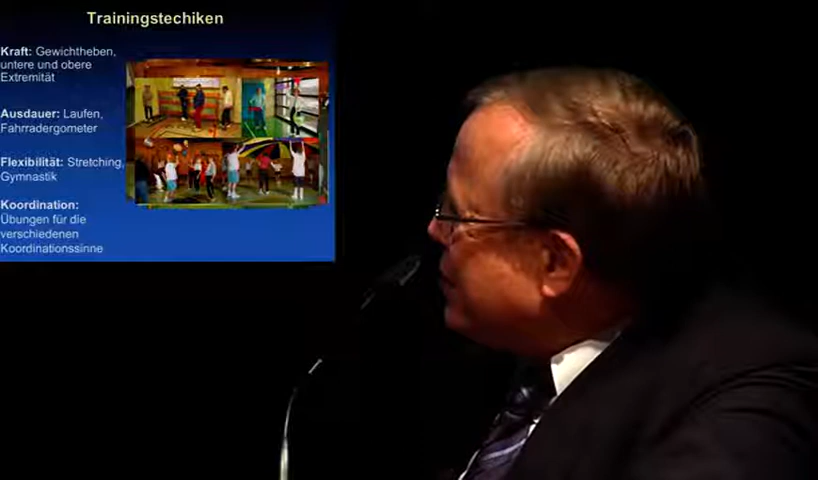 Trainingstechiken
Kraft: Gewichtheben,
untere und obere
Extremität
Ausdauer: Laufen,
Fahrradergometer
Flexibilität: Stretching,
Gymnastik
Koordination:
Übungen für die
verschiedenen
Koordinationssinne